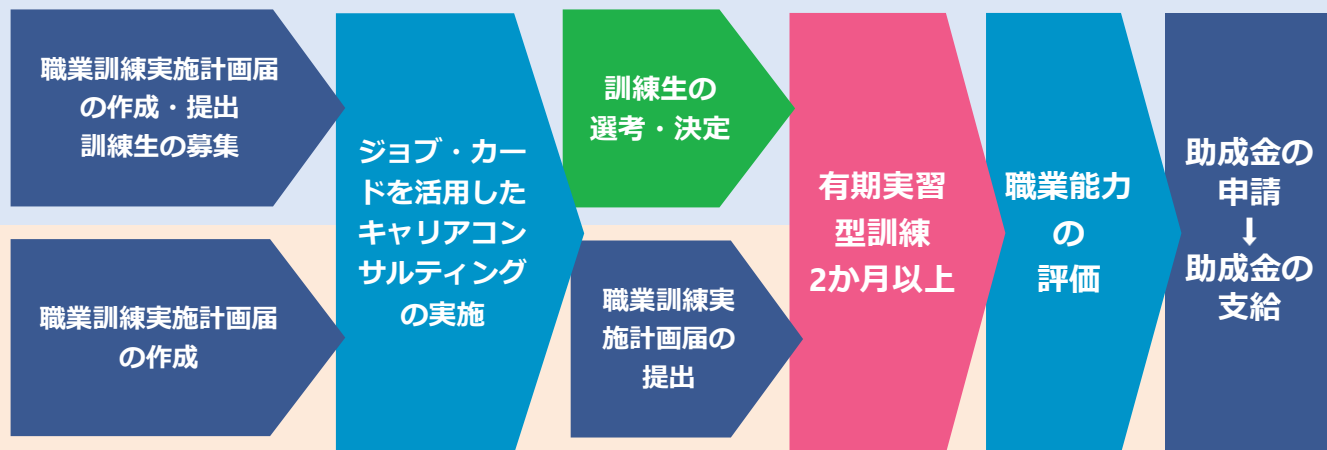 職業訓練実施計画届
の作成・提出
訓練生の募集
職業訓練実施計画届
の作成
ジョブ・カー
ドを活用した
キャリアコン
サルティング
の実施
訓練生の
選考・決定
職業訓練実
施計画届の
提出
有期実習
型訓練
2か月以上
職業能力
の
評価
助成金の
申請
↓
助成金の
支給